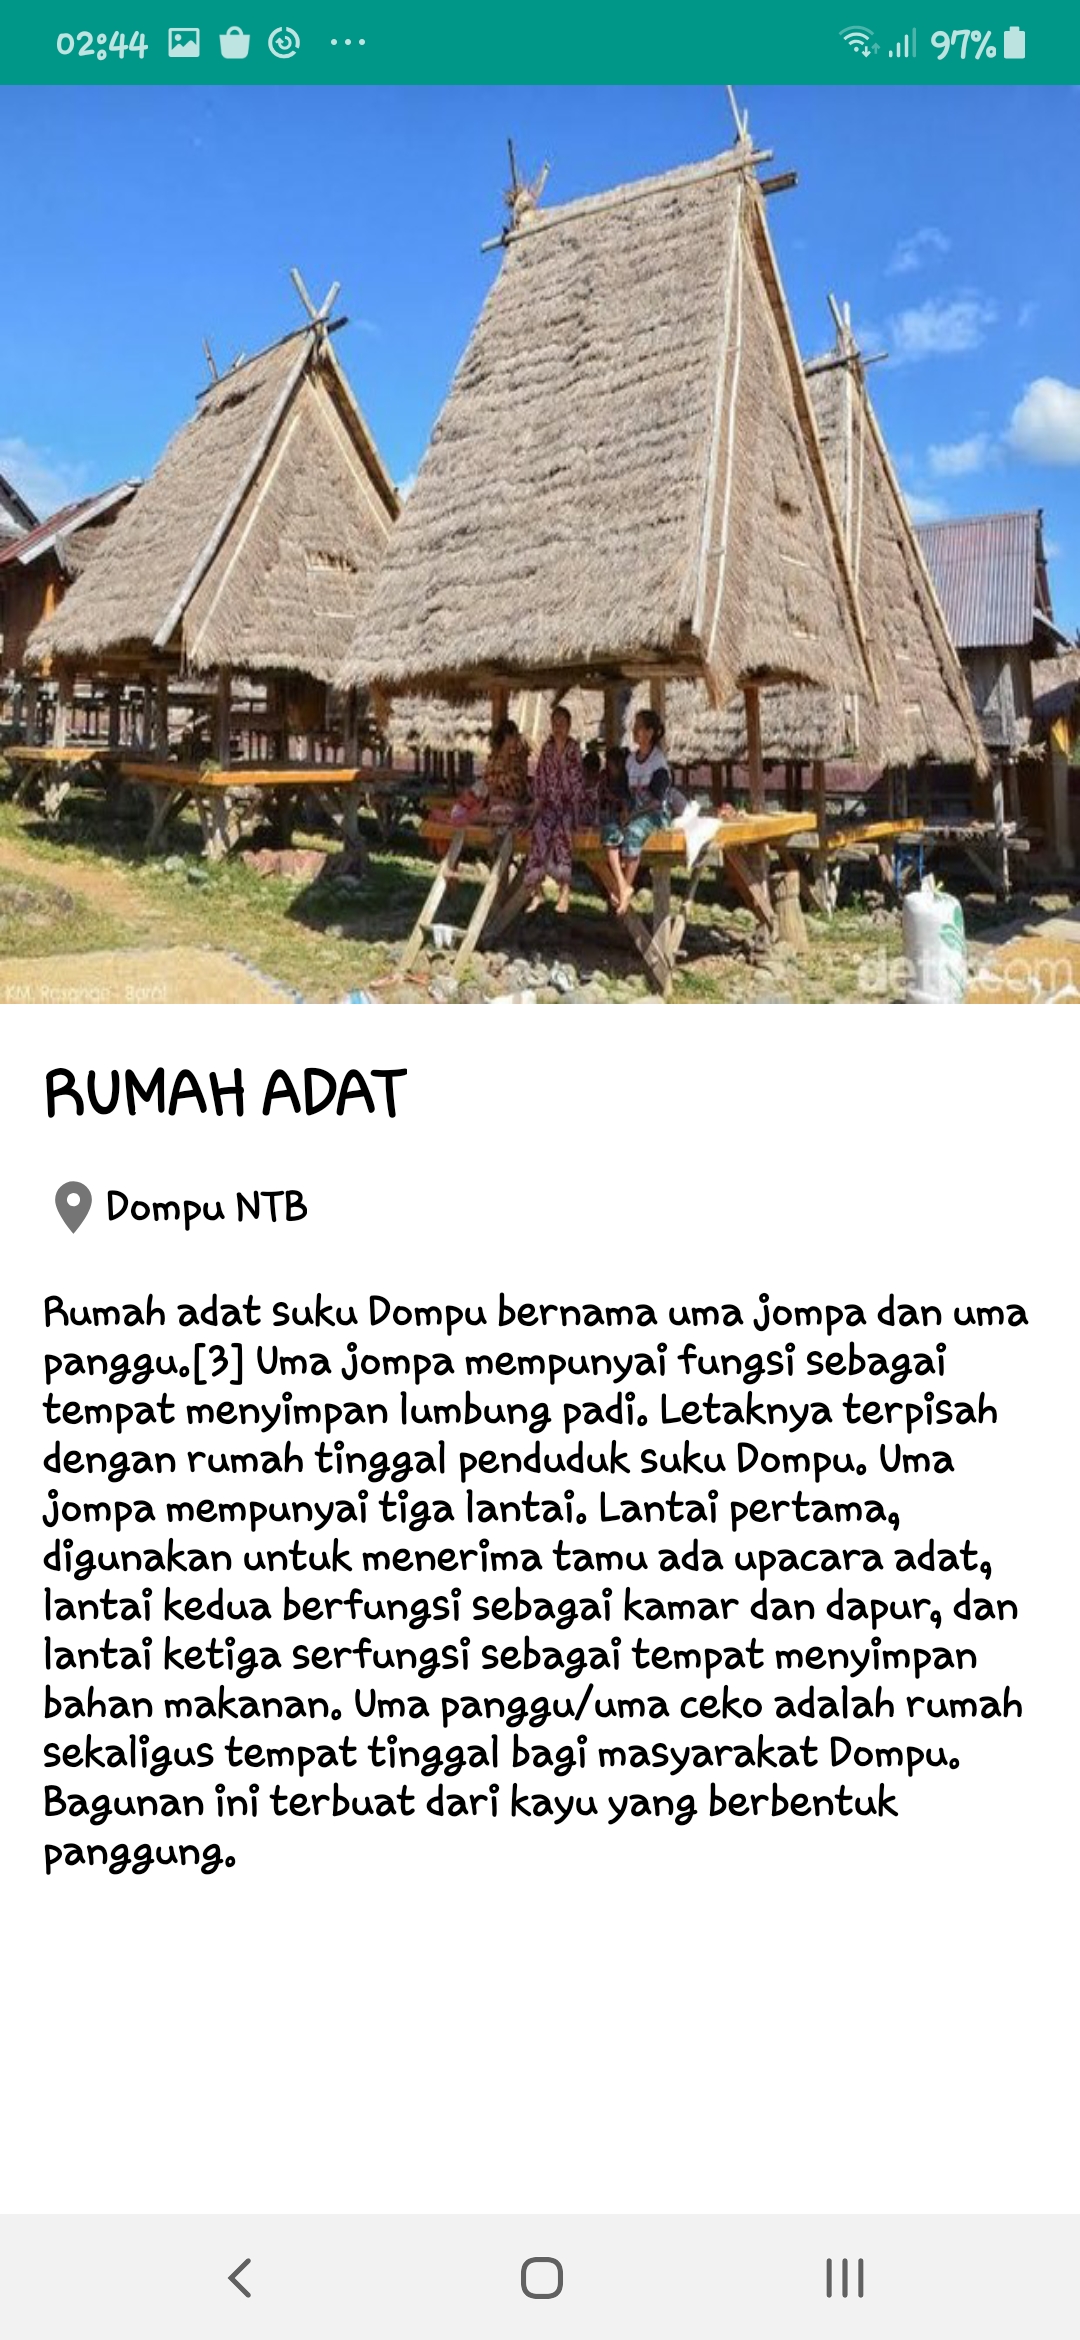 02:44 97%
KM. Rasanae - Barat
detikcom
RUMAH ADAT
Dompu NTB
Rumah adat suku Dompu bernama uma jompa dan uma
panggu.[3] Uma jompa mempunyai fungsi sebagai
tempat menyimpan lumbung padi. Letaknya terpisah
dengan rumah tinggal penduduk suku Dompu. Uma
jompa mempunyai tiga lantai. Lantai pertama,
digunakan untuk menerima tamu ada upacara adat,
lantai kedua berfungsi sebagai kamar dan dapur, dan
lantai ketiga serfungsi sebagai tempat menyimpan
bahan makanan. Uma panggu/uma ceko adalah rumah
sekaligus tempat tinggal bagi masyarakat Dompu.
Bagunan ini terbuat dari kayu yang berbentuk
panggung.